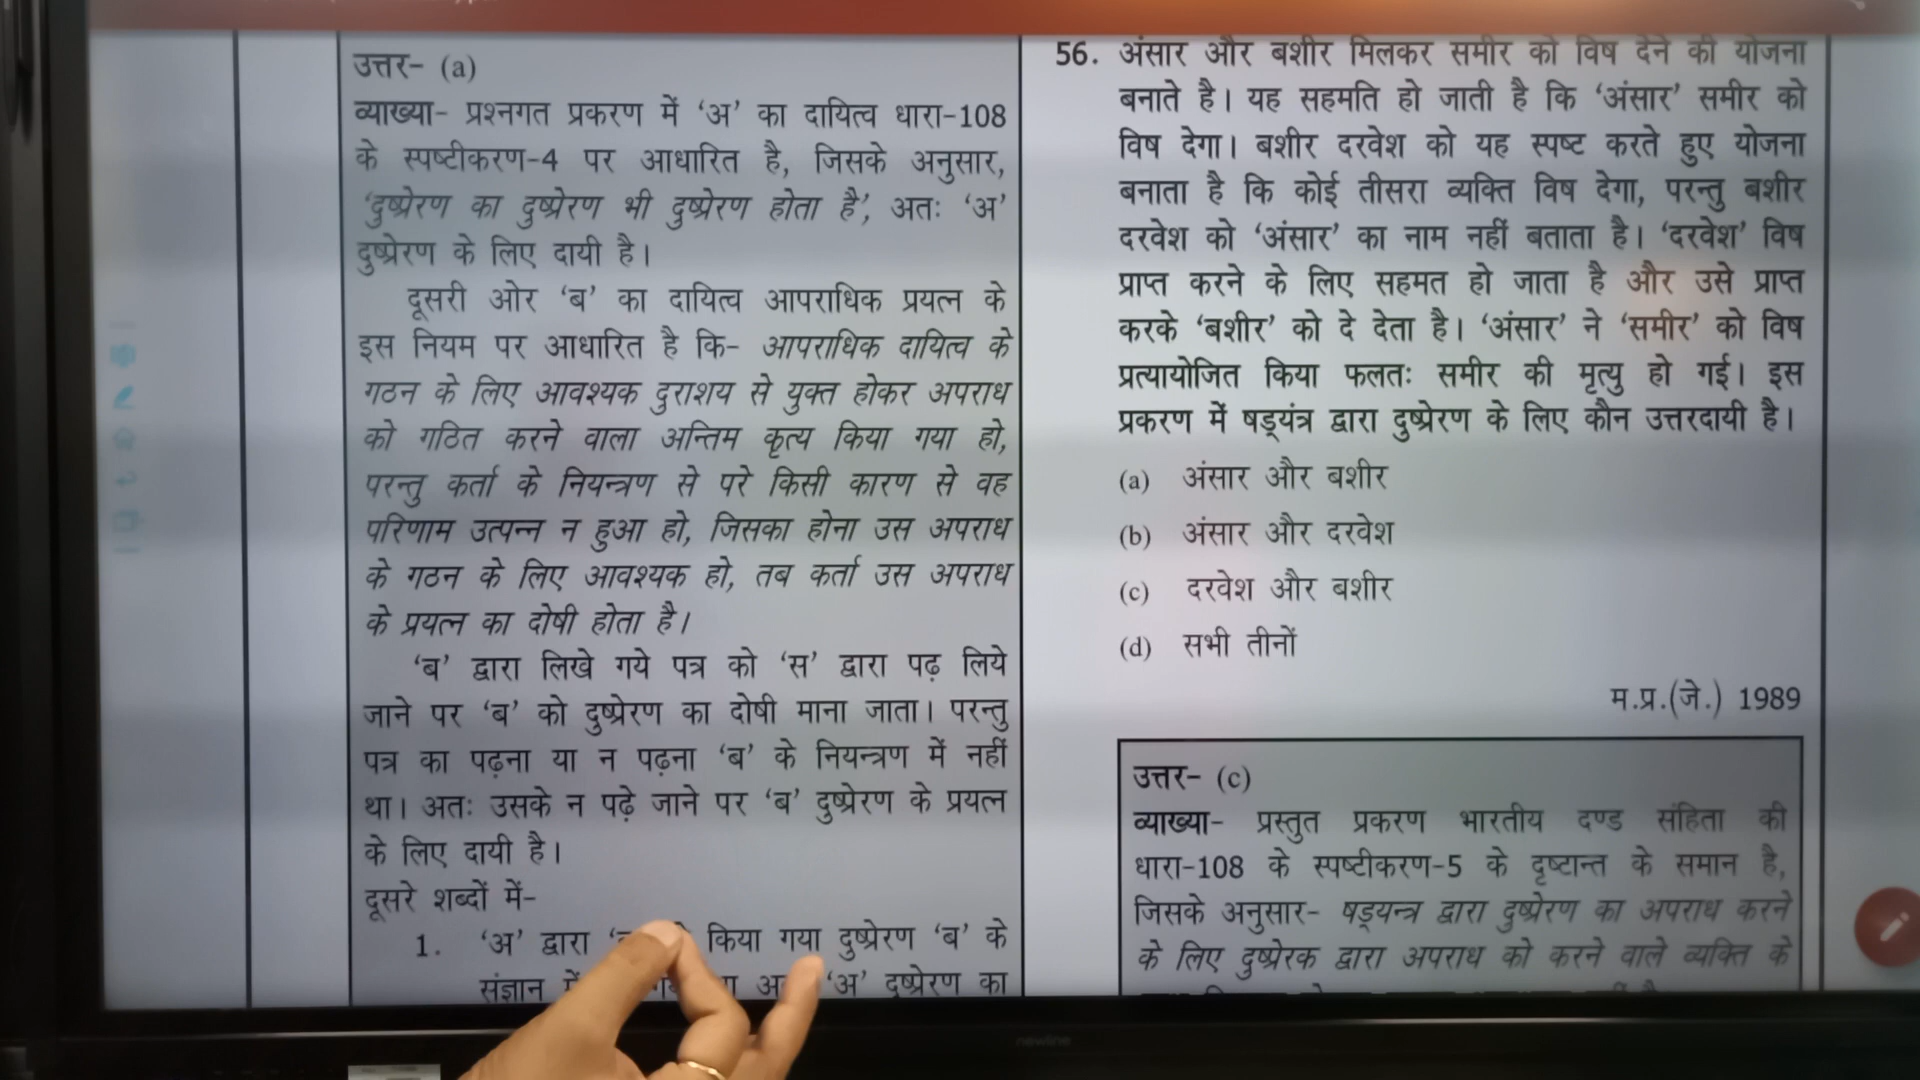 उत्तर- (a)
व्याख्या- प्रश्नगत प्रकरण में ‘अ’ का दायित्व धारा-108
के स्पष्टीकरण-4 पर आधारित है, जिसके अनुसार,
‘दुष्प्रेरण का दुष्प्रेरण भी दुष्प्रेरण होता है’, अतः ‘अ’
दुष्प्रेरण के लिए दायी है।
दूसरी ओर ‘ब’ का दायित्व आपराधिक प्रयत्न के
इस नियम पर आधारित है कि- आपराधिक दायित्व के
गठन के लिए आवश्यक दुराशय से युक्त होकर अपराध
को गठित करने वाला अन्तिम कृत्य किया गया हो,
परन्तु कर्ता के नियन्त्रण से परे किसी कारण से वह
परिणाम उत्पन्न न हुआ हो, जिसका होना उस अपराध
के गठन के लिए आवश्यक हो, तब कर्ता उस अपराध
के प्रयत्न का दोषी होता है।
‘ब’ द्वारा लिखे गये पत्र को ‘स’ द्वारा पढ़ लिये
जाने पर ‘ब’ को दुष्प्रेरण का दोषी माना जाता। परन्तु
पत्र का पढ़ना या न पढ़ना ‘ब’ के नियन्त्रण में नहीं
था। अतः उसके न पढ़े जाने पर ‘ब’ दुष्प्रेरण के प्रयत्न
के लिए दायी है।
दूसरे शब्दों में-
1. ‘अ’ द्वारा किया गया दुष्प्रेरण ‘ब’ के
संज्ञान में ‘अ’ दुष्प्रेरण का
56. अंसार और बशीर मिलकर समीर को विष देने की योजना
बनाते है। यह सहमति हो जाती है कि ‘अंसार’ समीर को
विष देगा। बशीर दरवेश को यह स्पष्ट करते हुए योजना
बनाता है कि कोई तीसरा व्यक्ति विष देगा, परन्तु बशीर
दरवेश को ‘अंसार’ का नाम नहीं बताता है। ‘दरवेश’ विष
प्राप्त करने के लिए सहमत हो जाता है और उसे प्राप्त
करके ‘बशीर’ को दे देता है। ‘अंसार’ ने ‘समीर’ को विष
प्रत्यायोजित किया फलतः समीर की मृत्यु हो गई। इस
प्रकरण में षड्यंत्र द्वारा दुष्प्रेरण के लिए कौन उत्तरदायी है।
(a) अंसार और बशीर
(b) अंसार और दरवेश
(c) दरवेश और बशीर
(d) सभी तीनों
म.प्र.(जे.) 1989
उत्तर- (c)
व्याख्या- प्रस्तुत प्रकरण भारतीय दण्ड संहिता की
धारा-108 के स्पष्टीकरण-5 के दृष्टान्त के समान है,
जिसके अनुसार- षड्यन्त्र द्वारा दुष्प्रेरण का अपराध करने
के लिए दुष्प्रेरक द्वारा अपराध को करने वाले व्यक्ति के
newline